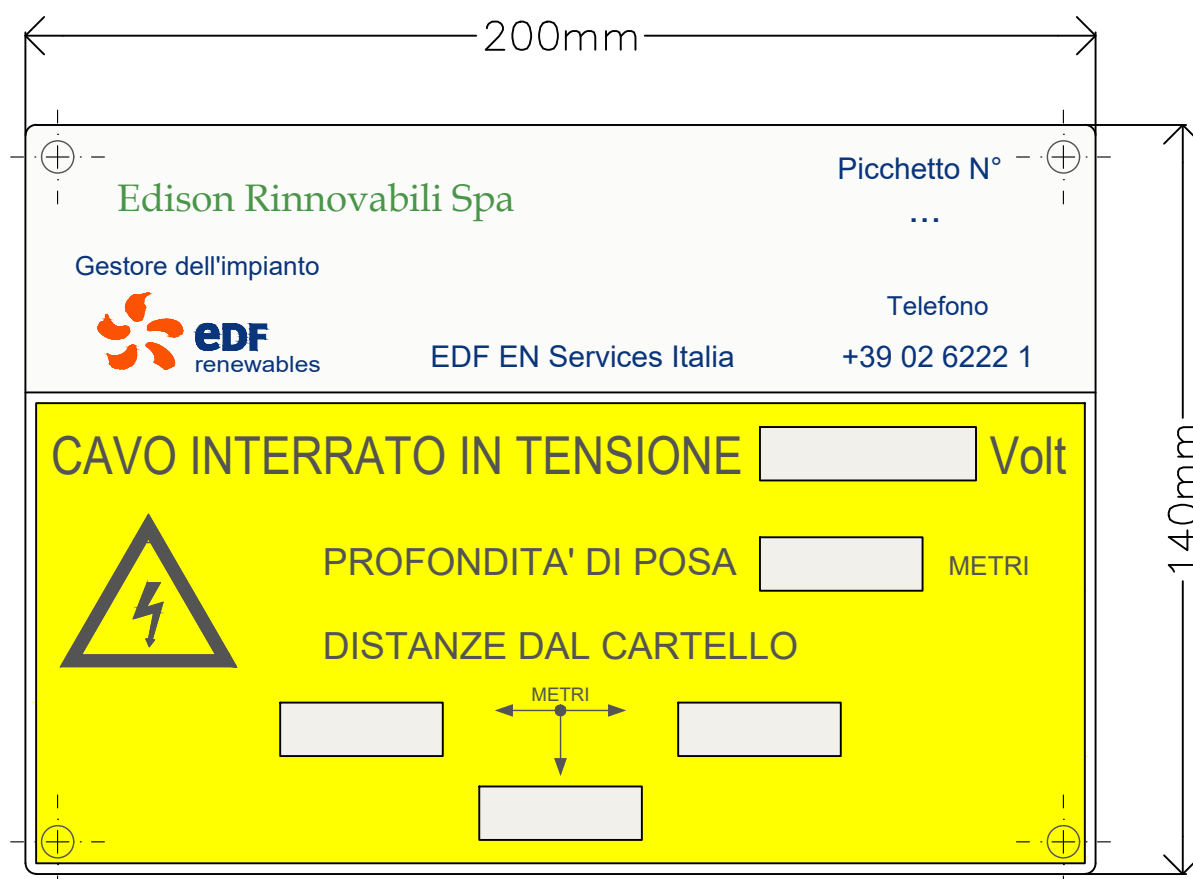 200mm
Edison Rinnovabili Spa
Picchetto N°
...
Gestore dell'impianto
Telefono
eDF
renewables
EDF EN Services Italia
+39 02 6222 1
CAVO INTERRATO IN TENSIONE Volt
PROFONDITA' DI POSA METRI
DISTANZE DAL CARTELLO
METRI
140mm